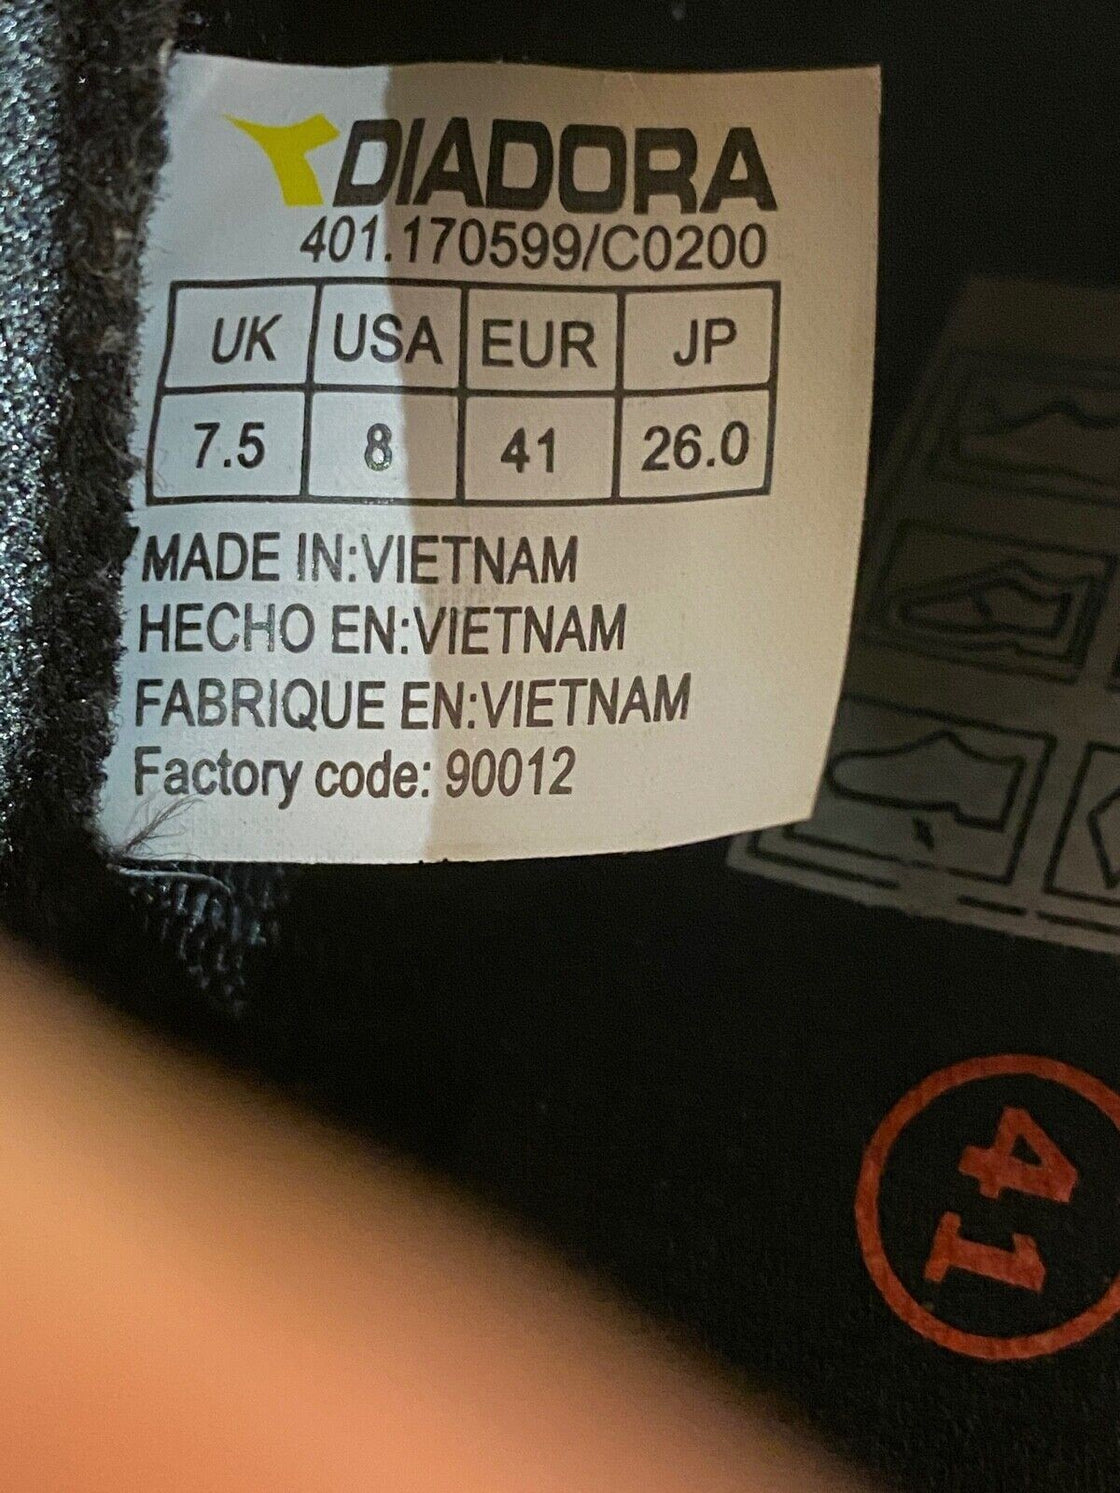 DIADORA
401.170599/C0200
UK USA EUR JP
7.5 8 41 26.0
MADE IN:VIETNAM
HECHO EN:VIETNAM
FABRIQUE EN:VIETNAM
Factory code: 90012
41